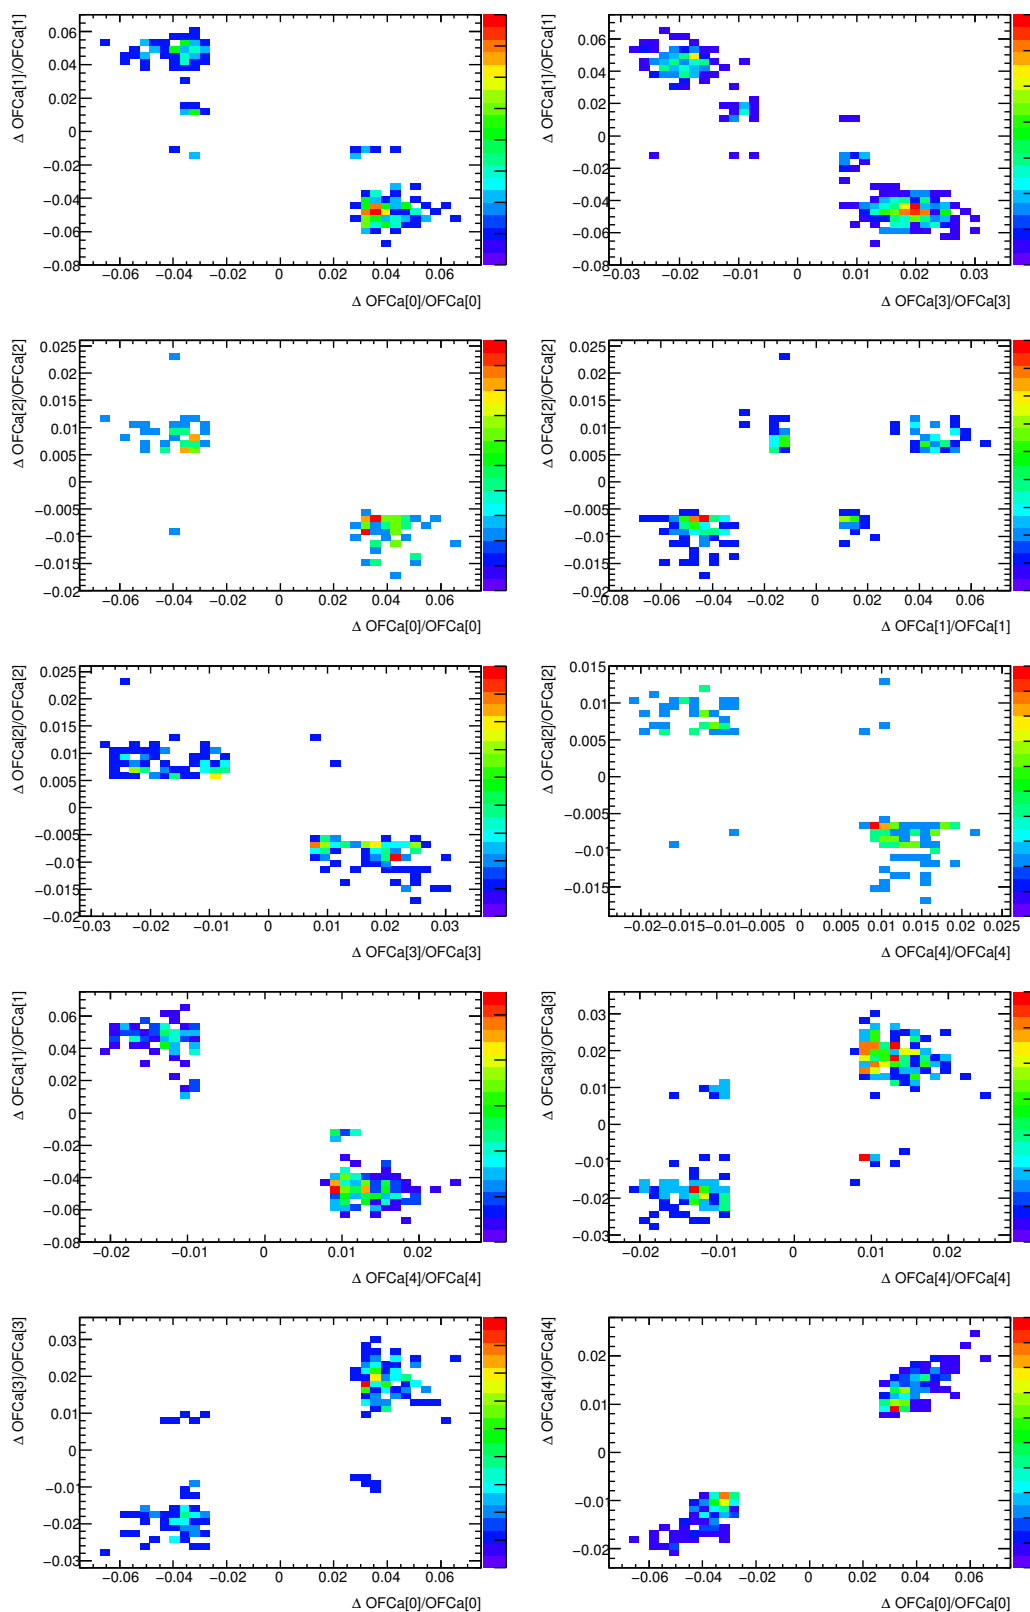 Δ OFCa[1]/OFCa[1]
0.06
0.04
0.02
0
−0.02
−0.04
−0.06
−0.08
−0.06 −0.04 −0.02 0 0.02 0.04 0.06
Δ OFCa[0]/OFCa[0]
Δ OFCa[1]/OFCa[1]
0.06
0.04
0.02
0
−0.02
−0.04
−0.06
−0.08
−0.03 −0.02 −0.01 0 0.01 0.02 0.03
Δ OFCa[3]/OFCa[3]
Δ OFCa[2]/OFCa[2]
0.025
0.02
0.015
0.01
0.005
0
−0.005
−0.01
−0.015
−0.02
−0.06 −0.04 −0.02 0 0.02 0.04 0.06
Δ OFCa[0]/OFCa[0]
Δ OFCa[2]/OFCa[2]
0.025
0.02
0.015
0.01
0.005
0
−0.005
−0.01
−0.015
−0.02
−0.08 −0.06 −0.04 −0.02 0 0.02 0.04 0.06
Δ OFCa[1]/OFCa[1]
Δ OFCa[2]/OFCa[2]
0.025
0.02
0.015
0.01
0.005
0
−0.005
−0.01
−0.015
−0.02
−0.03 −0.02 −0.01 0 0.01 0.02 0.03
Δ OFCa[3]/OFCa[3]
Δ OFCa[2]/OFCa[2]
0.015
0.01
0.005
0
−0.005
−0.01
−0.015
−0.02 −0.015 −0.01 −0.005 0 0.005 0.01 0.015 0.02 0.025
Δ OFCa[4]/OFCa[4]
Δ OFCa[1]/OFCa[1]
0.06
0.04
0.02
0
−0.02
−0.04
−0.06
−0.08
−0.02 −0.01 0 0.01 0.02
Δ OFCa[4]/OFCa[4]
Δ OFCa[3]/OFCa[3]
0.03
0.02
0.01
0
−0.01
−0.02
−0.03
−0.02 −0.01 0 0.01 0.02
Δ OFCa[4]/OFCa[4]
Δ OFCa[3]/OFCa[3]
0.03
0.02
0.01
0
−0.01
−0.02
−0.03
−0.06 −0.04 −0.02 0 0.02 0.04 0.06
Δ OFCa[0]/OFCa[0]
Δ OFCa[4]/OFCa[4]
0.02
0.01
0
−0.01
−0.02
−0.06 −0.04 −0.02 0 0.02 0.04 0.06
Δ OFCa[0]/OFCa[0]